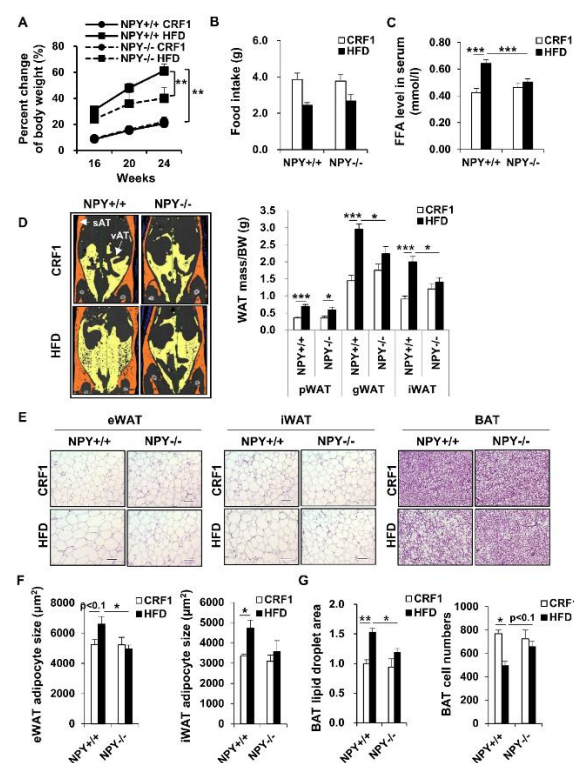 A
NPY+/+ CRF1
NPY+/+ HFD
NPY-/- CRF1
NPY-/- HFD
Percent change
of body weight (%)
80
70
60
50
40
30
20
10
0
**
**
16 20 24
Weeks
B
CRF1
HFD
Food intake (g)
6.0
4.0
2.0
0.0
NPY+/+ NPY-/-
C
CRF1
HFD
FFA level in serum
(mmol/l)
1.0
0.8
0.6
0.4
0.2
0.0
*** ***
NPY+/+ NPY-/-
D
NPY+/+ NPY-/-
sAT
vAT
CRF1
HFD
CRF1
HFD
WAT mass/BW (g)
3.5
3.0
2.5
2.0
1.5
1.0
0.5
0.0
*** * *** * *** *
NPY+/+ NPY-/- NPY+/+ NPY-/- NPY+/+ NPY-/-
pWAT gWAT iWAT
E
eWAT iWAT BAT
NPY+/+ NPY-/- NPY+/+ NPY-/- NPY+/+ NPY-/-
CRF1 CRF1 CRF1
HFD HFD HFD
F
CRF1
HFD
eWAT adipocyte size (µm²)
8000
6000
4000
2000
0
p<0.1 *
NPY+/+ NPY-/-
CRF1
HFD
iWAT adipocyte size (µm²)
6000
5000
4000
3000
2000
1000
0
*
NPY+/+ NPY-/-
G
CRF1
HFD
BAT lipid droplet area
2.0
1.5
1.0
0.5
0.0
** *
NPY+/+ NPY-/-
CRF1
HFD
BAT cell numbers
1000
800
600
400
200
0
* p<0.1
NPY+/+ NPY-/-